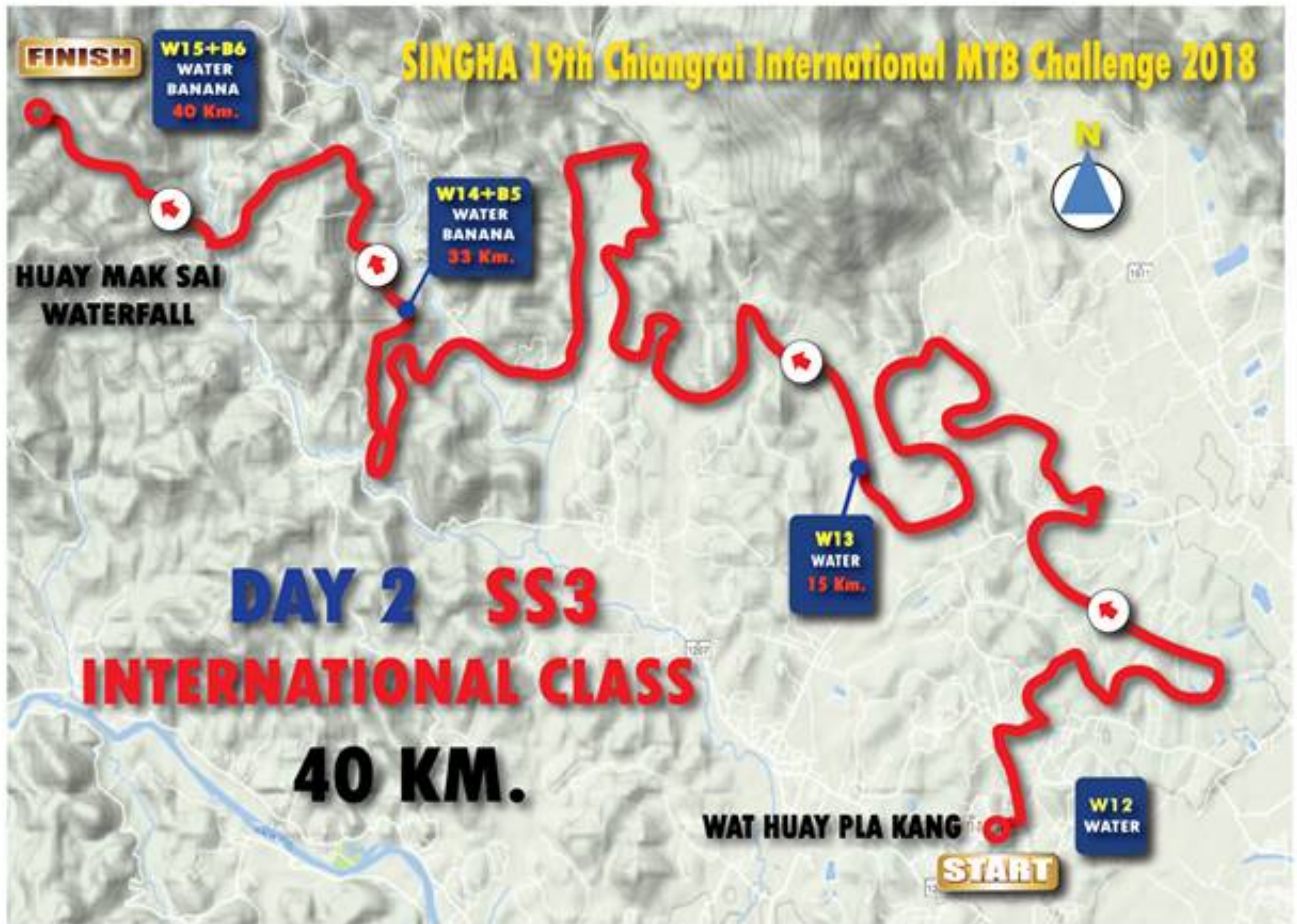 SINGHA 19th Chiangrai International MTB Challenge 2018
FINISH
W15+B6
WATER
BANANA
40 Km.
N
W14+B5
WATER
BANANA
33 Km.
HUAY MAK SAI
WATERFALL
W13
WATER
15 Km.
DAY 2 SS3
INTERNATIONAL CLASS
40 KM.
1207
WAT HUAY PLA KANG
START
W12
WATER